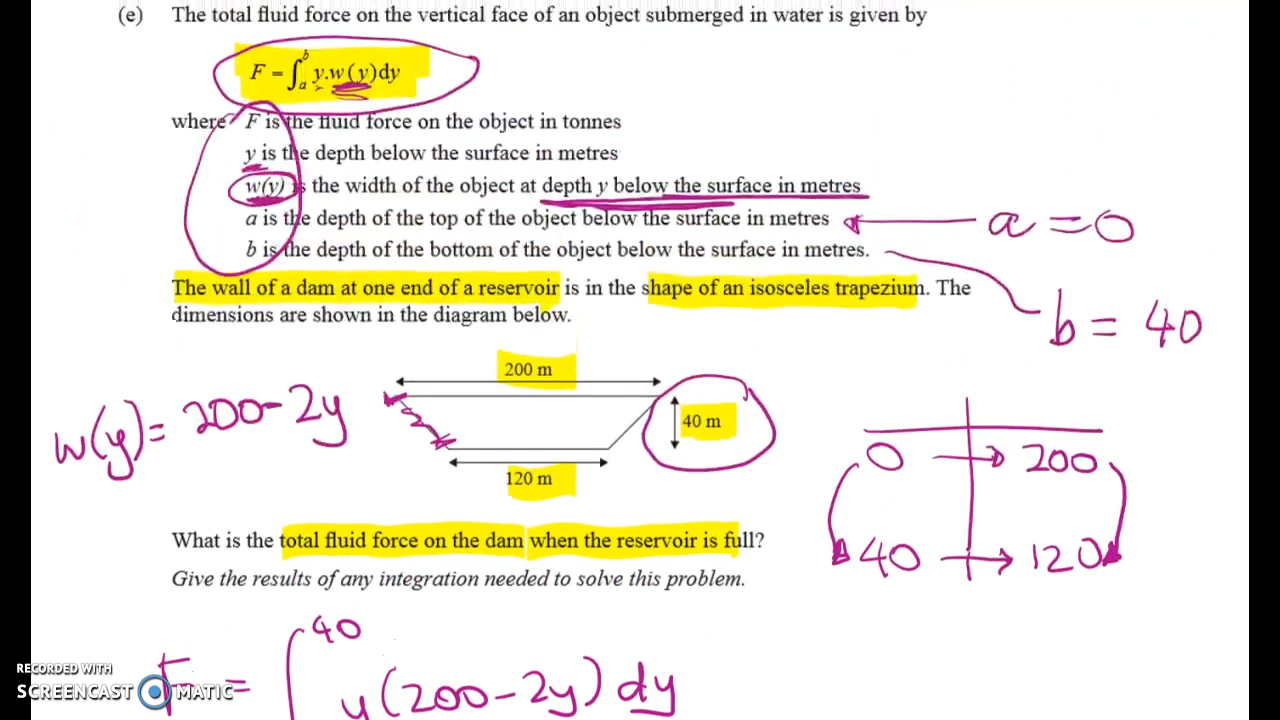 (e) The total fluid force on the vertical face of an object submerged in water is given by
F = ∫ₐᵇ y.w(y)dy
where F is the fluid force on the object in tonnes
y is the depth below the surface in metres
w(y) is the width of the object at depth y below the surface in metres
a is the depth of the top of the object below the surface in metres
a = 0
b is the depth of the bottom of the object below the surface in metres.
b = 40
The wall of a dam at one end of a reservoir is in the shape of an isosceles trapezium. The
dimensions are shown in the diagram below.
200 m
w(y) = 200 - 2y
40 m
0 → 200
120 m
40 → 120
What is the total fluid force on the dam when the reservoir is full?
Give the results of any integration needed to solve this problem.
40
F = ∫ y(200 - 2y) dy
RECORDED WITH
SCREENCAST MATIC